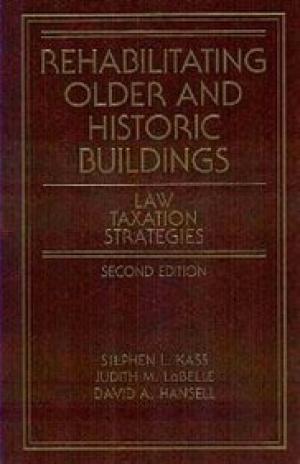 REHABILITATING
OLDER AND
HISTORIC
BUILDINGS
LAW
TAXATION
STRATEGIES
SECOND EDITION
STEPHEN L. KASS
JUDITH M. LaBELLE
DAVID A. HANSELL